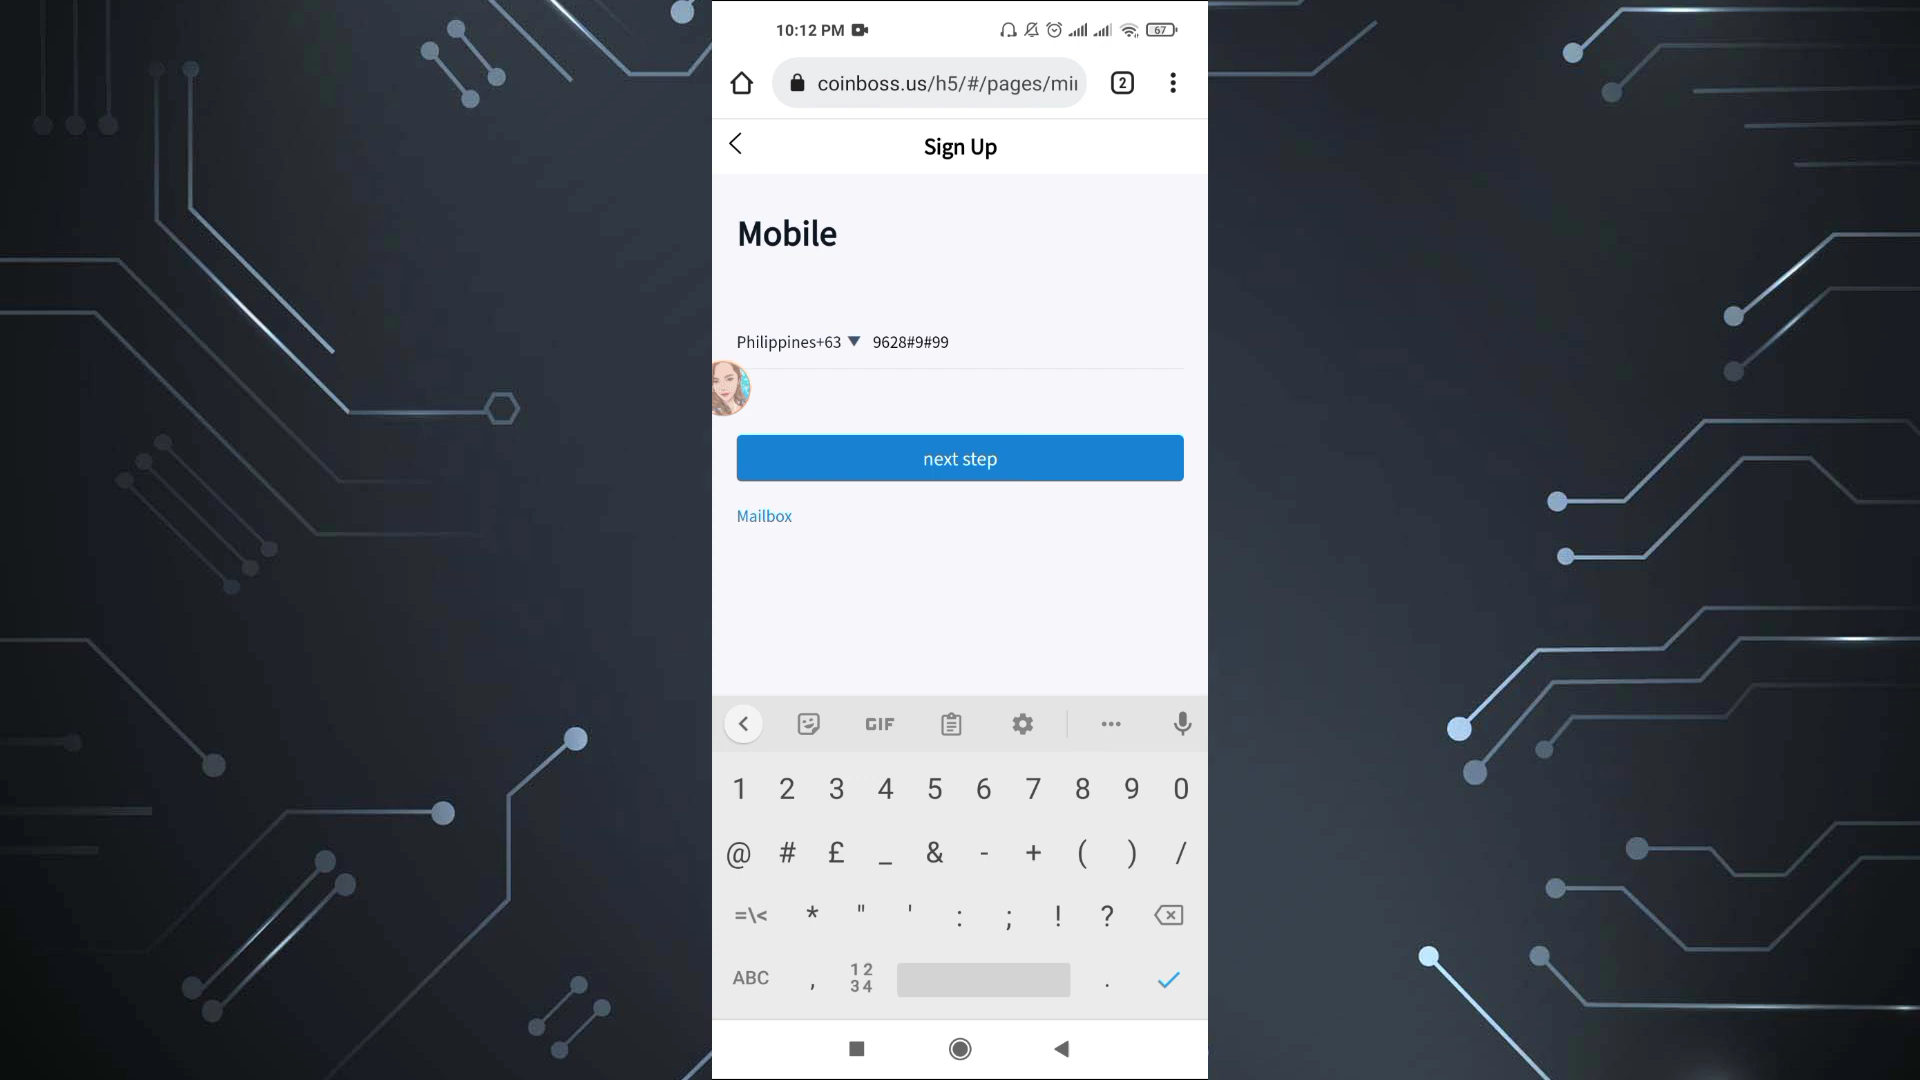 10:12 PM
67
coinboss.us/h5/#/pages/mi
2
Sign Up
Mobile
Philippines+63 9628#9#99
next step
Mailbox
GIF
1 2 3 4 5 6 7 8 9 0
@ # £ _ & - + ( ) /
=\< * " ' : ; ! ?
ABC , 12 34 .